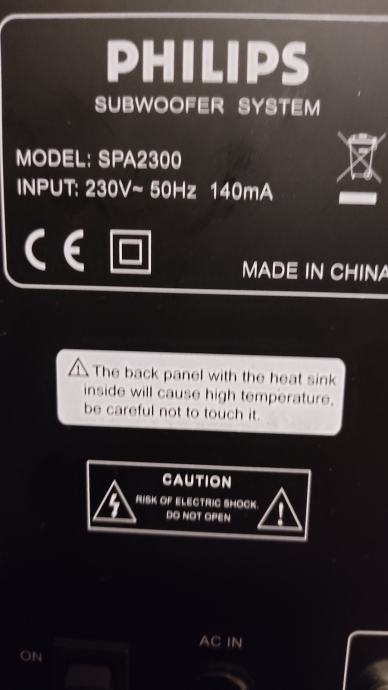 PHILIPS
SUBWOOFER SYSTEM
MODEL: SPA2300
INPUT: 230V~ 50Hz 140mA
CE
MADE IN CHINA
The back panel with the heat sink
inside will cause high temperature,
be careful not to touch it.
CAUTION
RISK OF ELECTRIC SHOCK.
DO NOT OPEN
AC IN
ON